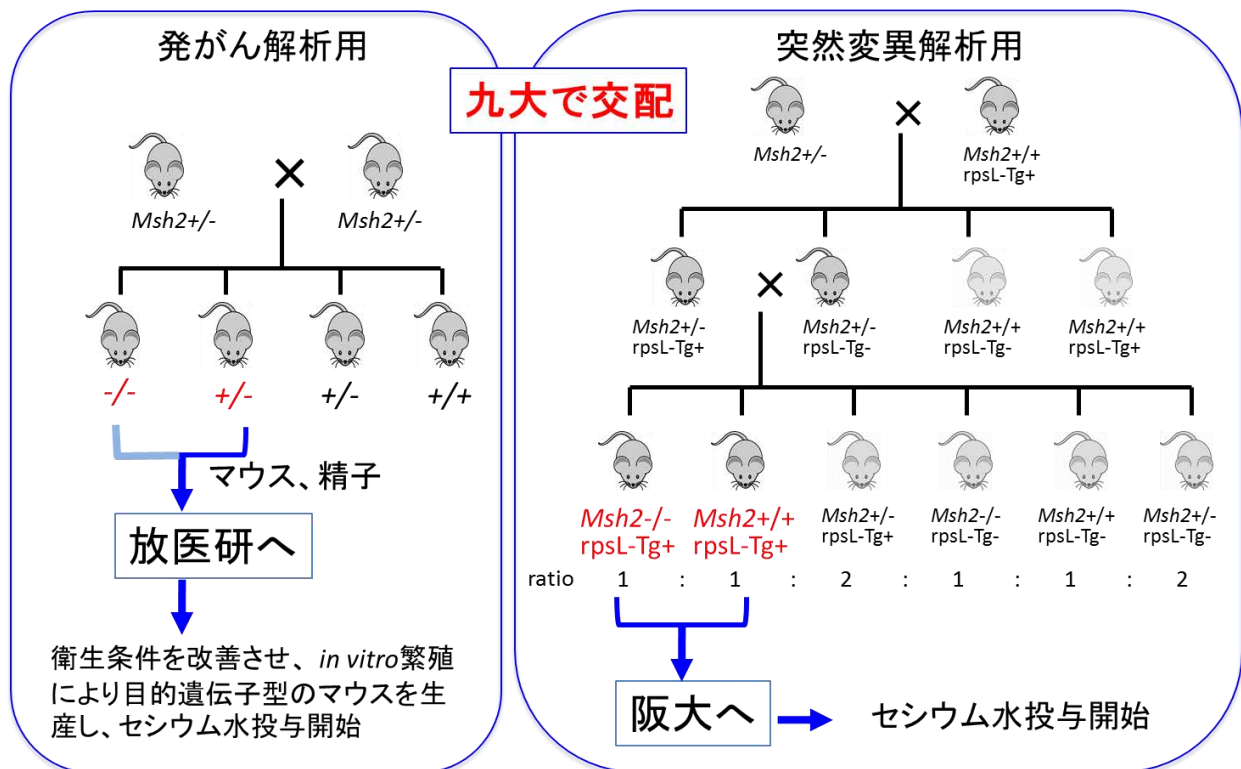 発がん解析用
Msh2+/-
×
Msh2+/-
-/-
+/-
+/-
+/+
マウス、精子
放医研へ
衛生条件を改善させ、in vitro繁殖
により目的遺伝子型のマウスを生
産し、セシウム水投与開始
九大で交配
突然変異解析用
Msh2+/-
×
Msh2+/+
rpsL-Tg+
Msh2+/-
rpsL-Tg+
×
Msh2+/-
rpsL-Tg-
Msh2+/+
rpsL-Tg-
Msh2+/+
rpsL-Tg+
Msh2-/-
rpsL-Tg+
Msh2+/+
rpsL-Tg+
Msh2+/-
rpsL-Tg+
Msh2-/-
rpsL-Tg-
Msh2+/+
rpsL-Tg-
Msh2+/-
rpsL-Tg-
ratio 1 : 1 : 2 : 1 : 1 : 2
阪大へ
セシウム水投与開始